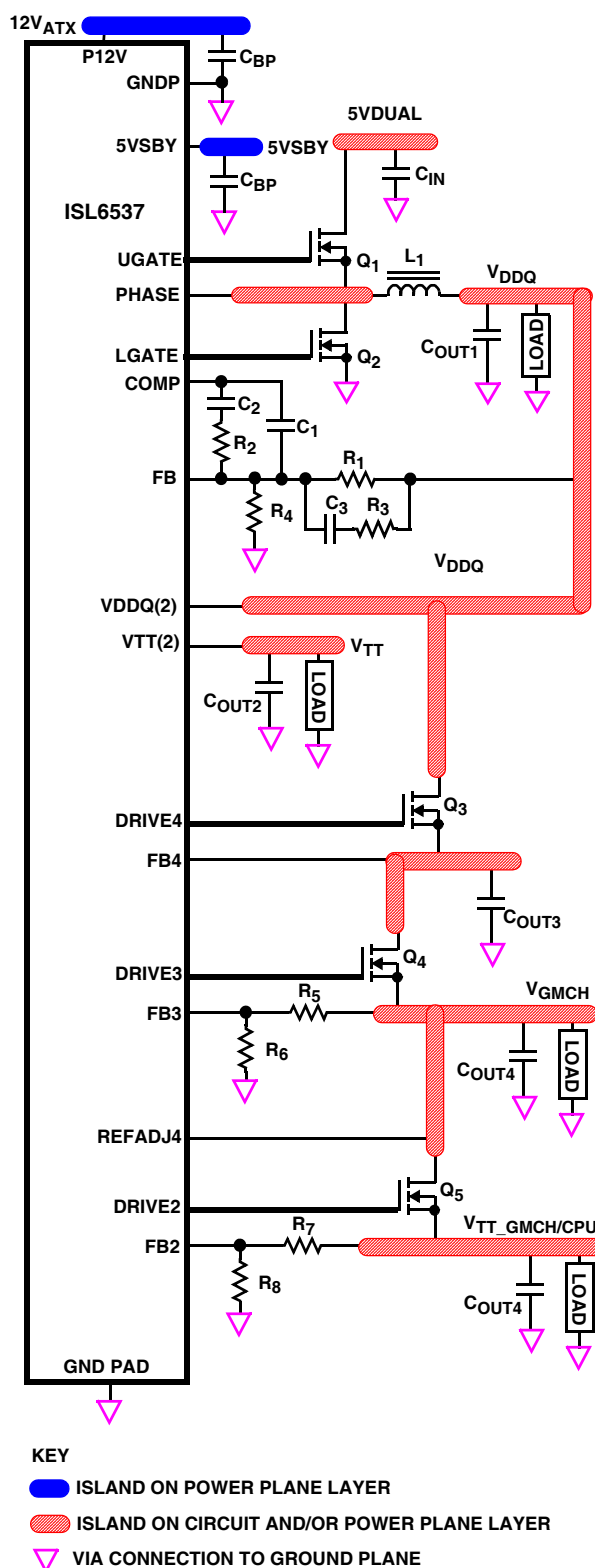 12VATX
P12V
CBP
GNDP
5VDUAL
5VSBY
5VSBY
CBP
CIN
ISL6537
UGATE
Q1
L1
VDDQ
PHASE
COUT1
LOAD
LGATE
Q2
COMP
C2
C1
R2
R1
FB
R4
C3
R3
VDDQ
VDDQ(2)
VTT(2)
VTT
COUT2
LOAD
Q3
DRIVE4
FB4
COUT3
Q4
DRIVE3
R5
VGMCH
FB3
R6
COUT4
LOAD
REFADJ4
Q5
DRIVE2
R7
VTT_GMCH/CPU
FB2
R8
COUT4
LOAD
GND PAD
KEY
ISLAND ON POWER PLANE LAYER
ISLAND ON CIRCUIT AND/OR POWER PLANE LAYER
VIA CONNECTION TO GROUND PLANE